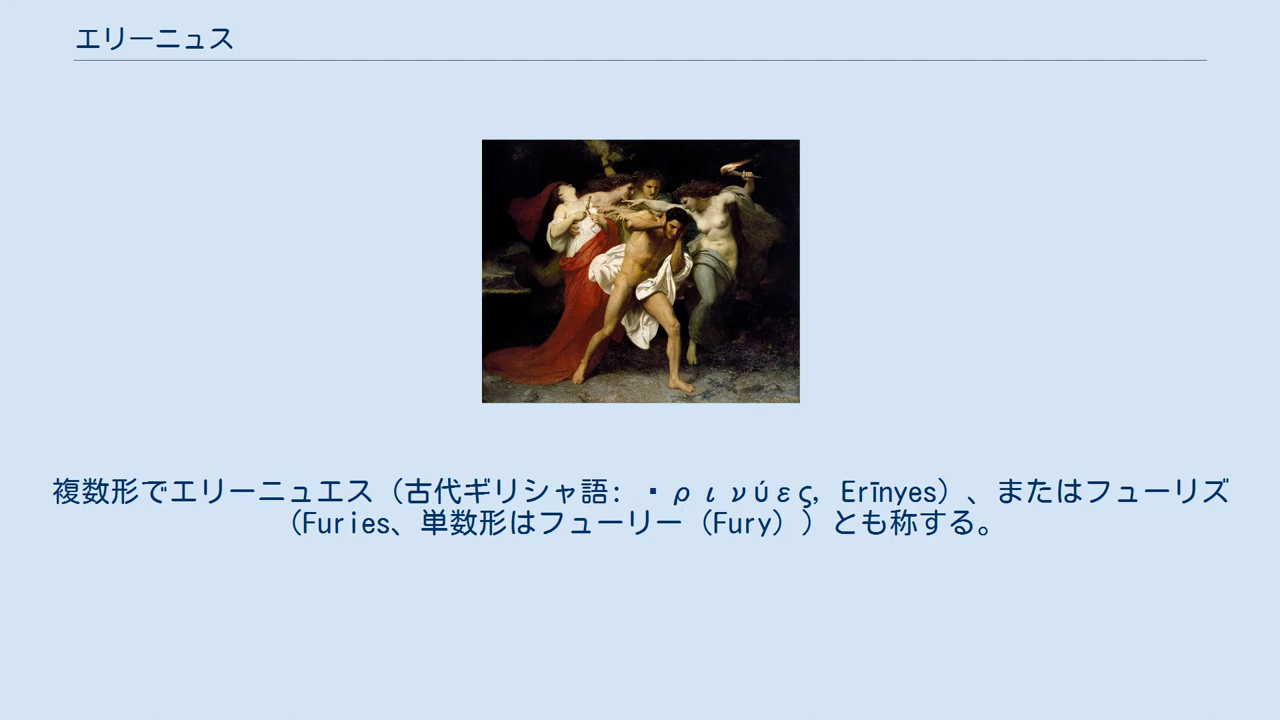 エリーニュス
複数形でエリーニュエス（古代ギリシャ語: ▪ρινύες, Erīnyes）、またはフューリズ
（Furies、単数形はフューリー（Fury））とも称する。